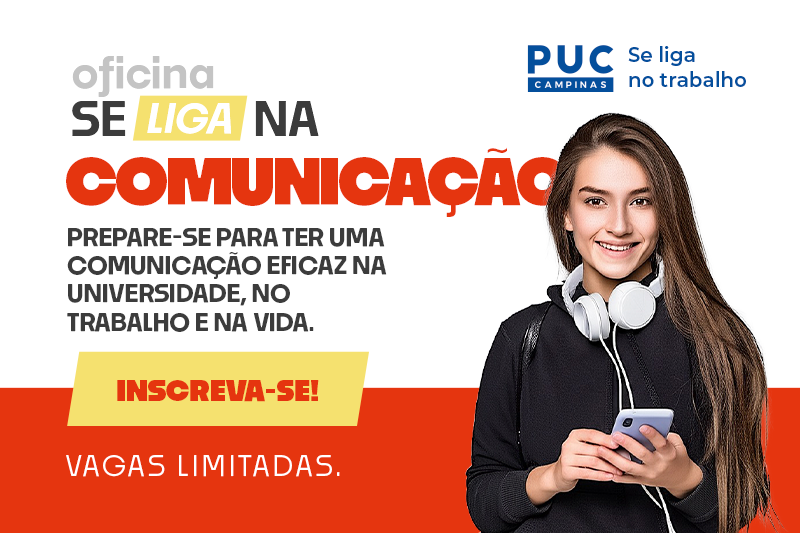 oficina
SE LIGA NA
COMUNICAÇÃO
PREPARE-SE PARA TER UMA
COMUNICAÇÃO EFICAZ NA
UNIVERSIDADE, NO
TRABALHO E NA VIDA.
INSCREVA-SE!
VAGAS LIMITADAS.
PUC
CAMPINAS
Se liga
no trabalho